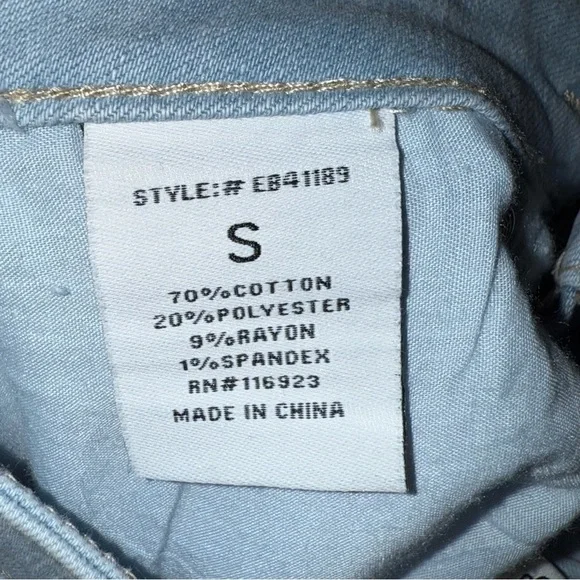 STYLE:# EB41189
S
70%COTTON
20%POLYESTER
9%RAYON
1%SPANDEX
RN#116923
MADE IN CHINA